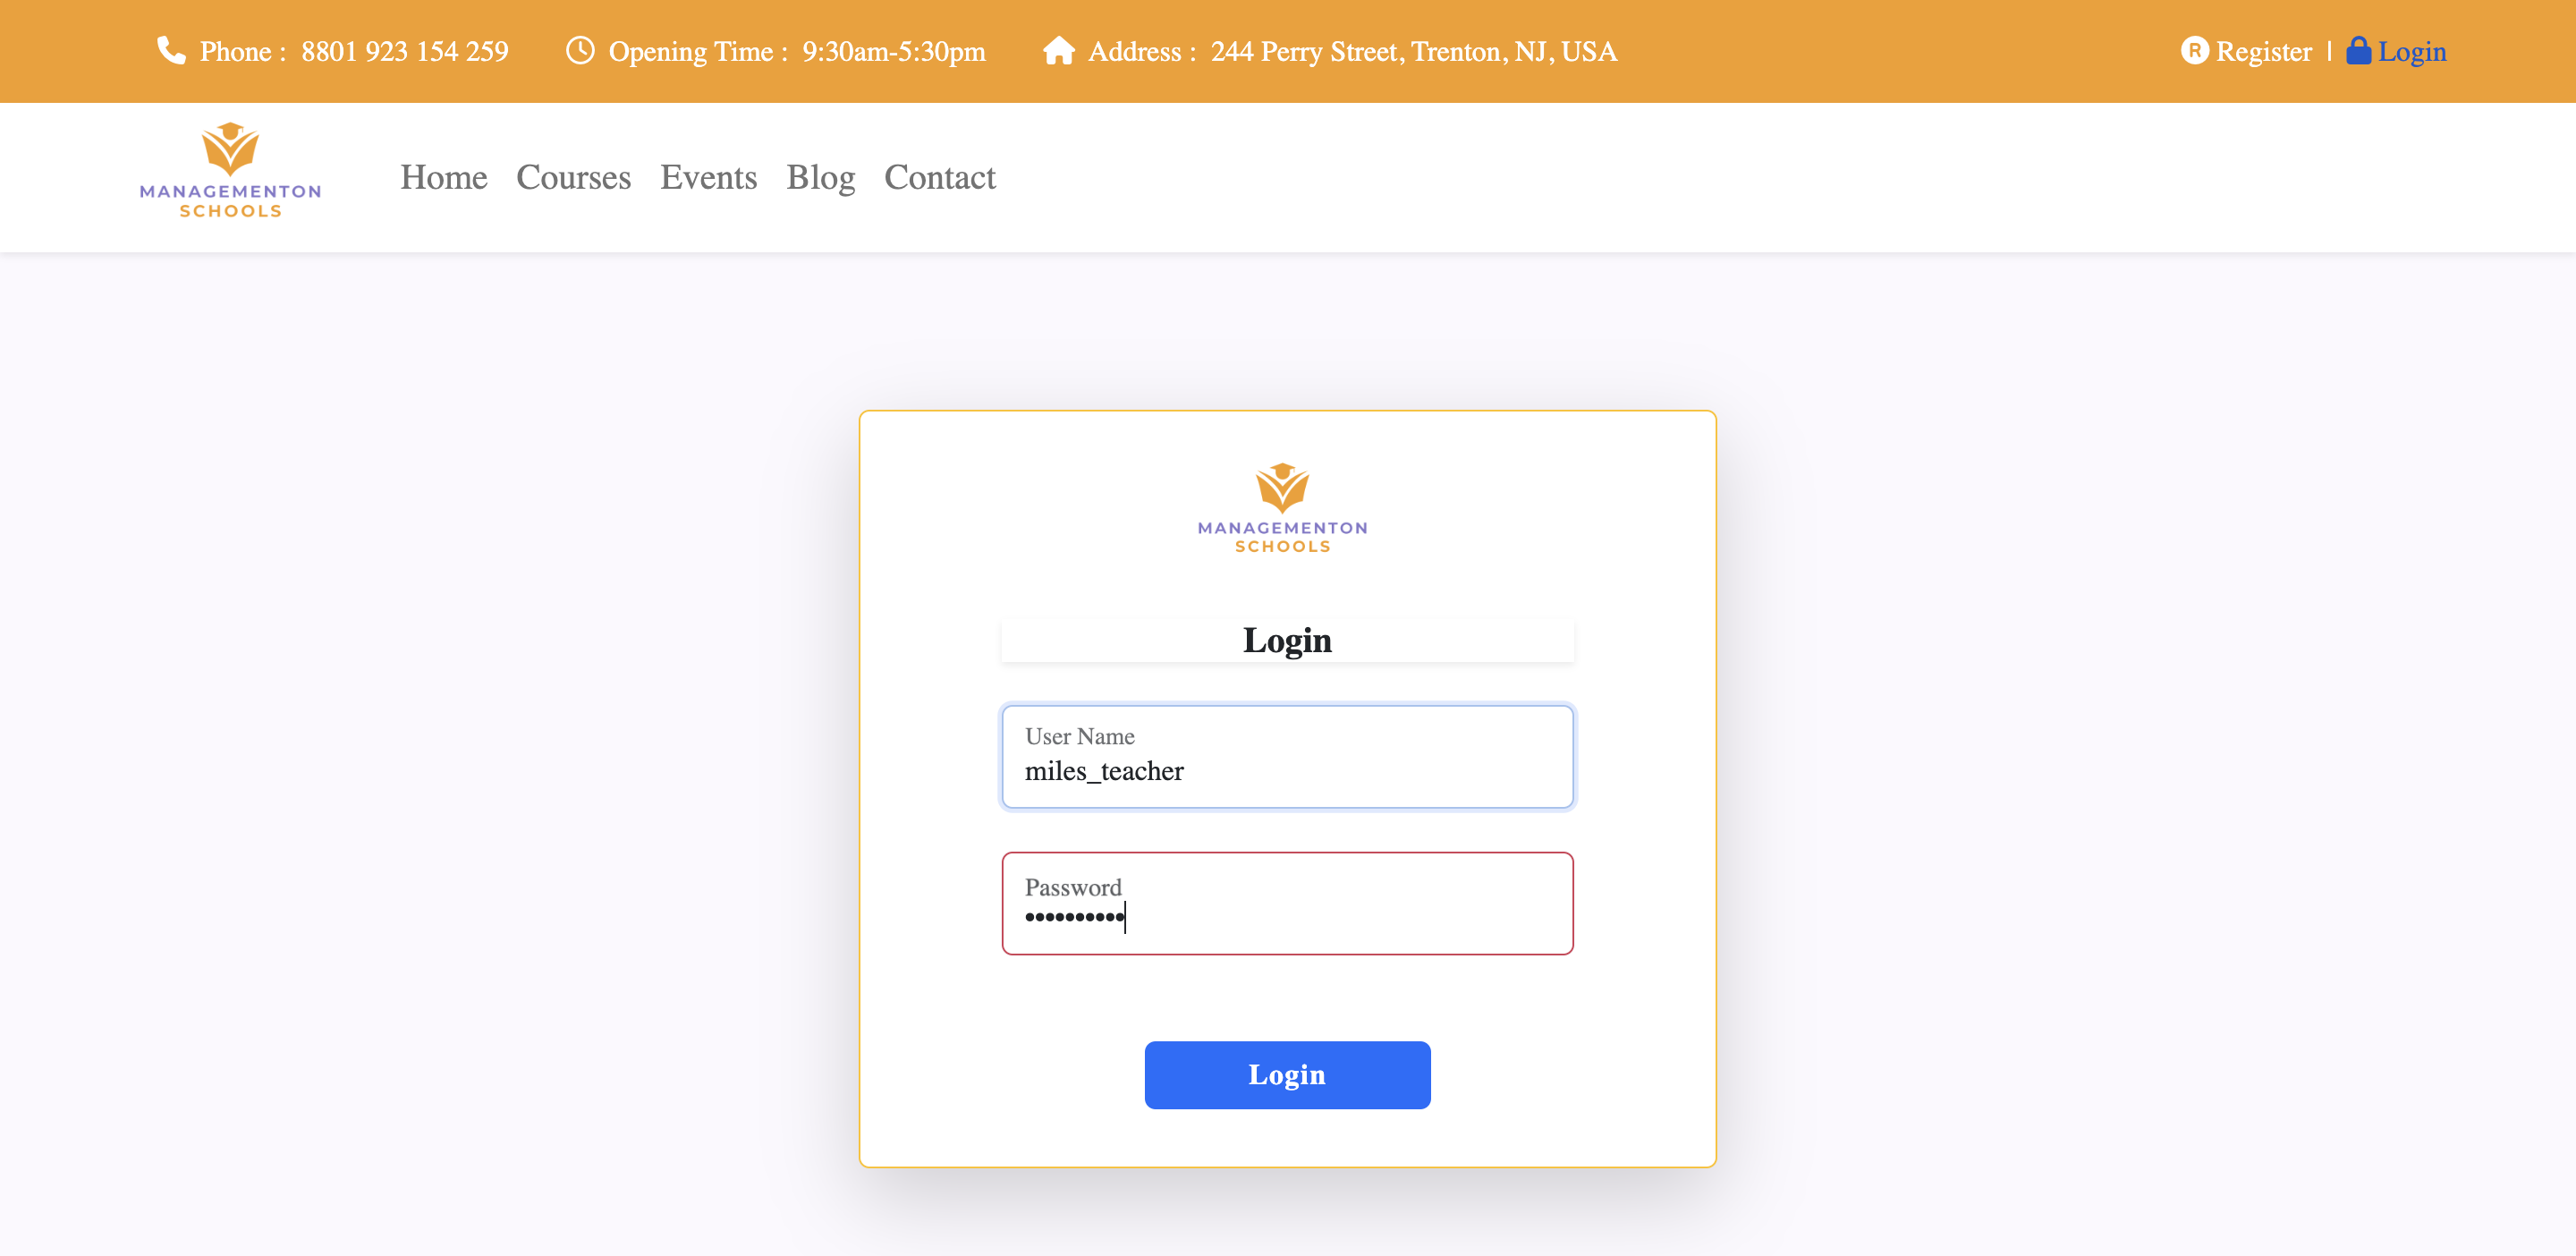 Phone : 8801 923 154 259 Opening Time : 9:30am-5:30pm Address : 244 Perry Street, Trenton, NJ, USA Register | Login
MANAGEMENTON
SCHOOLS
Home Courses Events Blog Contact
MANAGEMENTON
SCHOOLS
Login
User Name
miles_teacher
Password
••••••••••
Login